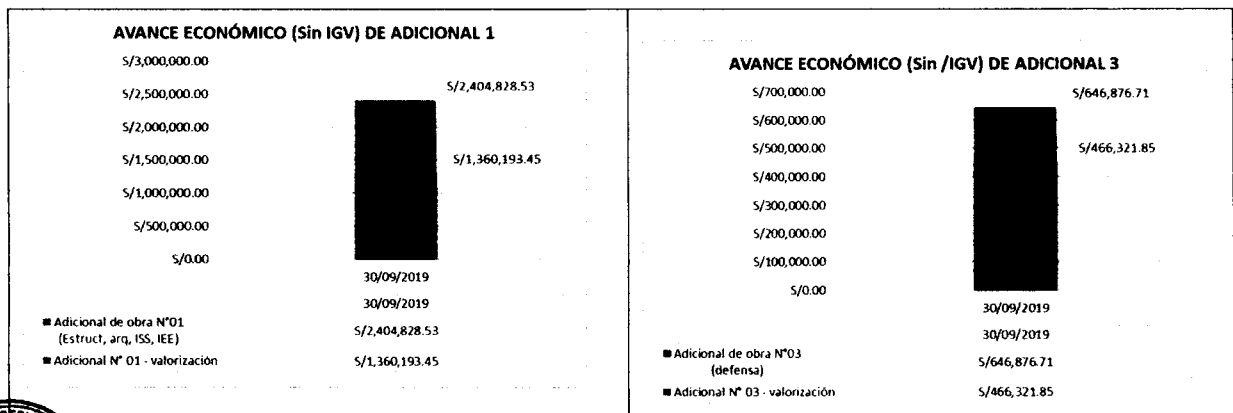 AVANCE ECONÓMICO (Sin IGV) DE ADICIONAL 1
S/3,000,000.00
S/2,500,000.00
S/2,000,000.00
S/1,500,000.00
S/1,000,000.00
S/500,000.00
S/0.00
S/2,404,828.53
S/1,360,193.45
30/09/2019
30/09/2019
Adicional de obra N°01
(Estruct, arq, ISS, IEE)
S/2,404,828.53
Adicional N° 01 - valorización
S/1,360,193.45
AVANCE ECONÓMICO (Sin /IGV) DE ADICIONAL 3
S/700,000.00
S/600,000.00
S/500,000.00
S/400,000.00
S/300,000.00
S/200,000.00
S/100,000.00
S/0.00
S/646,876.71
S/466,321.85
30/09/2019
30/09/2019
Adicional de obra N°03
(defensa)
S/646,876.71
Adicional N° 03 - valorización
S/466,321.85